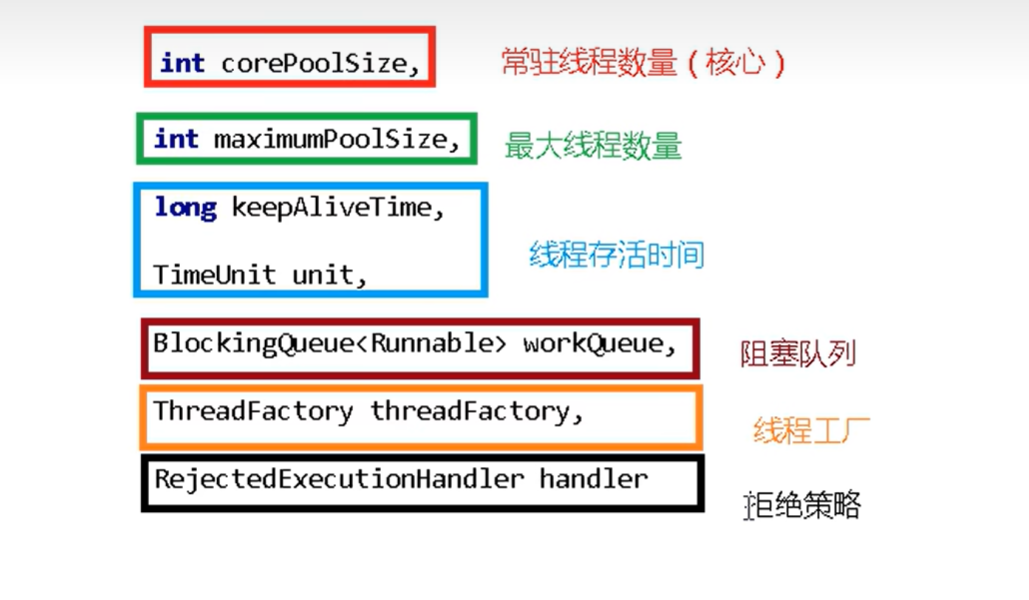 int corePoolSize, 常驻线程数量(核心)
int maximumPoolSize, 最大线程数量
long keepAliveTime,
线程存活时间
TimeUnit unit,
BlockingQueue<Runnable> workQueue, 阻塞队列
ThreadFactory threadFactory, 线程工厂
RejectedExecutionHandler handler 拒绝策略